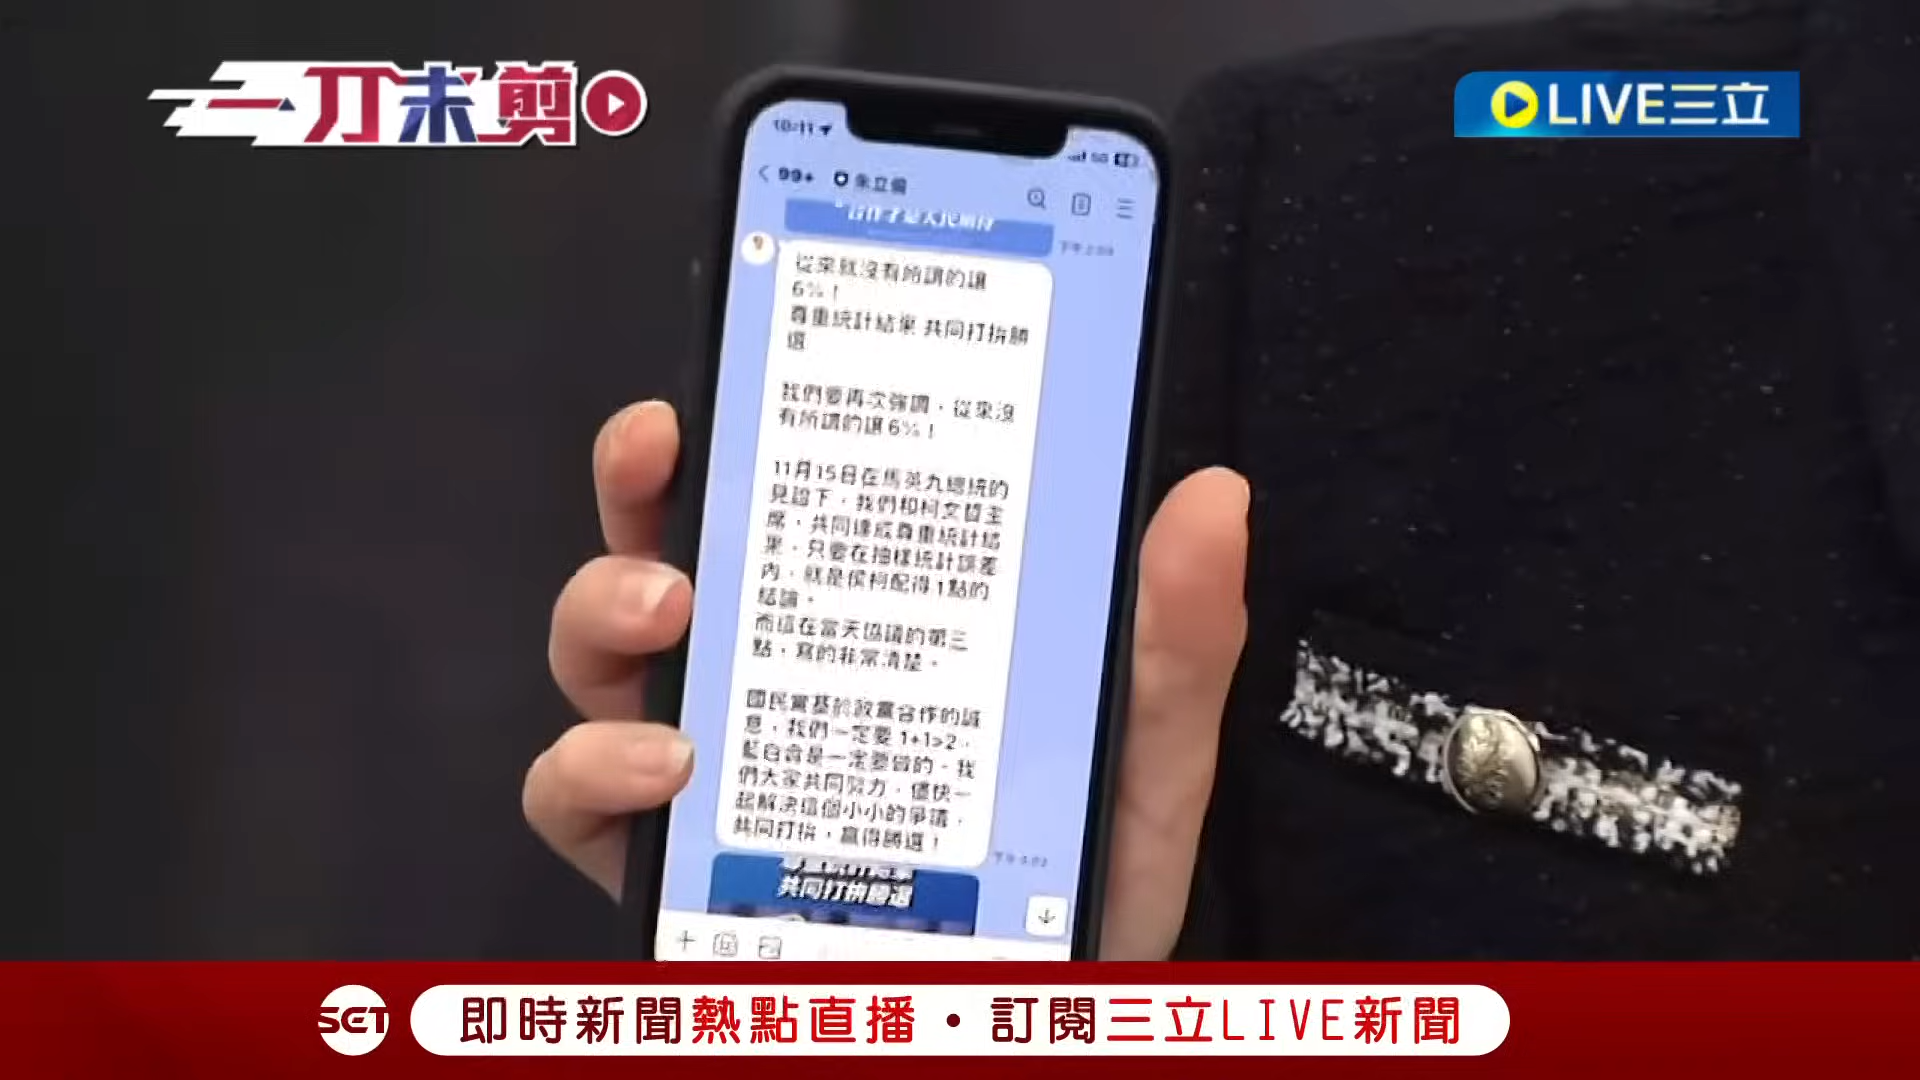 一刀未剪
LIVE三立
10:11
5G
99+ 朱立倫
從來就沒有所謂的讓
6%！
尊重統計結果 共同打拚勝
選
我們要再次強調，從來沒
有所謂的讓6%！
11月15日在馬英九總統的
見證下，我們和柯文哲主
席，共同達成尊重統計結
果，只要在抽樣統計誤差
內，就是侯柯配得1點的
結論。
而這在當天協議的第三
點，寫的非常清楚。
國民黨基於政黨合作的誠
意，我們一定要 1+1>2，
藍白合是一定要做的，我
們大家共同努力，儘快一
起解決這個小小的爭議，
共同打拚，贏得勝選！
共同打拚勝選
SET 即時新聞熱點直播・訂閱三立LIVE新聞